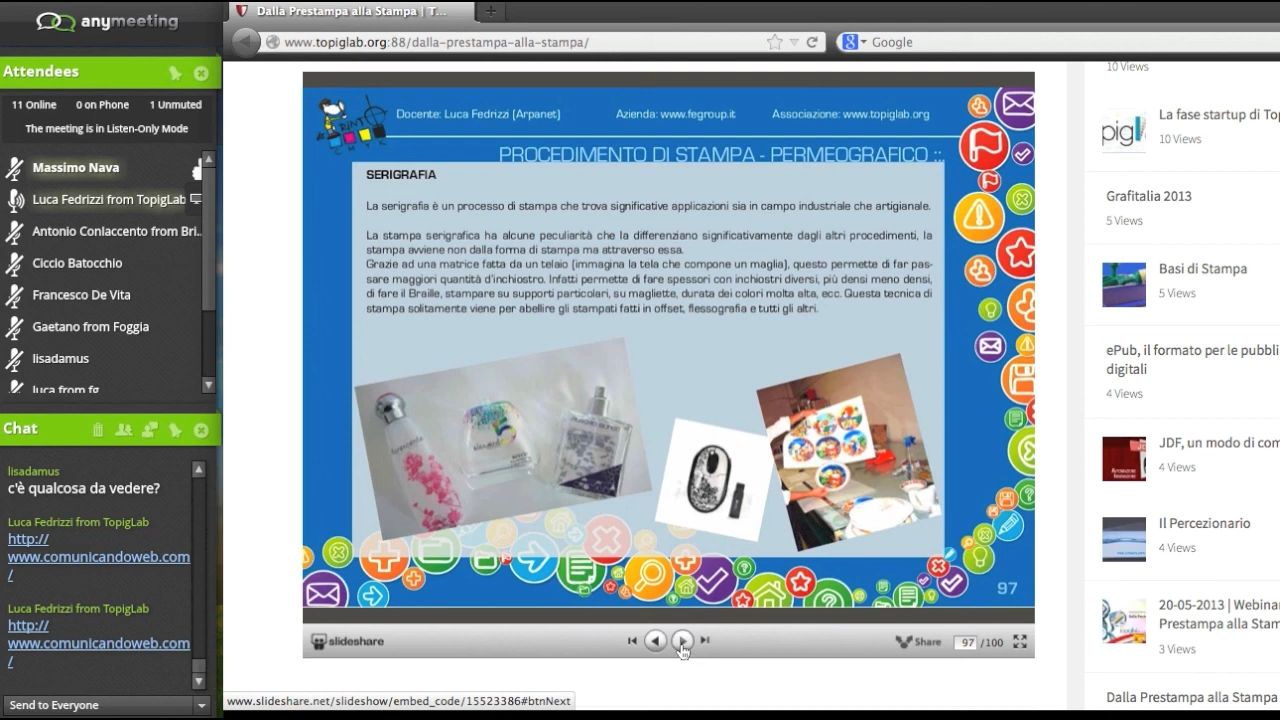 anymeeting
Attendees
11 Online 0 on Phone 1 Unmuted
The meeting is in Listen-Only Mode
Massimo Nava
Luca Fedrizzi from TopigLab
Antonio Conlaccento from Bri...
Ciccio Batocchio
Francesco De Vita
Gaetano from Foggia
lisadamus
luca from fg
Chat
lisadamus
c'è qualcosa da vedere?
Luca Fedrizzi from TopigLab
http://
www.comunicandoweb.com
/
Luca Fedrizzi from TopigLab
http://
www.comunicandoweb.com
/
Send to Everyone
Dalla Prestampa alla Stampa | T...
www.topiglab.org:88/dalla-prestampa-alla-stampa/
Google
Docente: Luca Fedrizzi (Arpanet) Azienda: www.fegroup.it Associazione: www.topiglab.org
PROCEDIMENTO DI STAMPA - PERMEOGRAFICO ::.
SERIGRAFIA
La serigrafia è un processo di stampa che trova significative applicazioni sia in campo industriale che artigianale.
La stampa serigrafica ha alcune peculiarità che la differenziano significativamente dagli altri procedimenti, la
stampa avviene non dalla forma di stampa ma attraverso essa.
Grazie ad una matrice fatta da un telaio (immagina la tela che compone un maglia), questo permette di far pas-
sare maggiori quantità d'inchiostro. Infatti permette di fare spessori con inchiostri diversi, più densi meno densi,
di fare il Braille, stampare su supporti particolari, su magliette, durata dei colori molta alta, ecc. Questa tecnica di
stampa solitamente viene per abellire gli stampati fatti in offset, flessografia e tutti gli altri.
97
slideshare
Share
97 /100
www.slideshare.net/slideshow/embed_code/15523386#btnNext
10 Views
La fase startup di Top
10 Views
Grafitalia 2013
5 Views
Basi di Stampa
5 Views
ePub, il formato per le pubbli
digitali
4 Views
JDF, un modo di com
4 Views
Il Percezionario
4 Views
20-05-2013 | Webinar
Prestampa alla Stam
3 Views
Dalla Prestampa alla Stampa